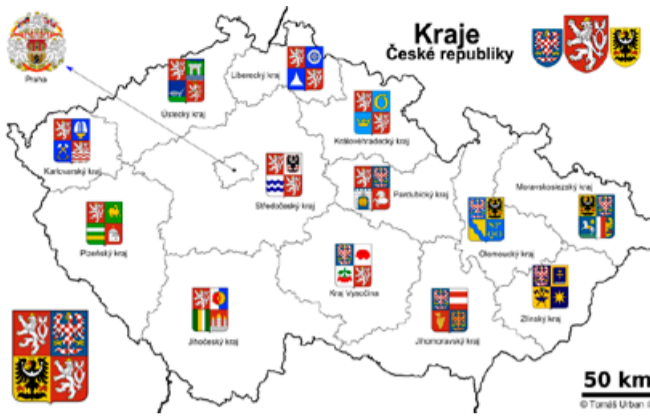 Kraje
České republiky
Praha
Liberecký kraj
Ústecký kraj
Královéhradecký kraj
Karlovarský kraj
Středočeský kraj
Pardubický kraj
Moravskoslezský kraj
Plzeňský kraj
Olomoucký kraj
Kraj Vysočina
Zlínský kraj
Jihočeský kraj
Jihomoravský kraj
50 km
© Tomáš Urban